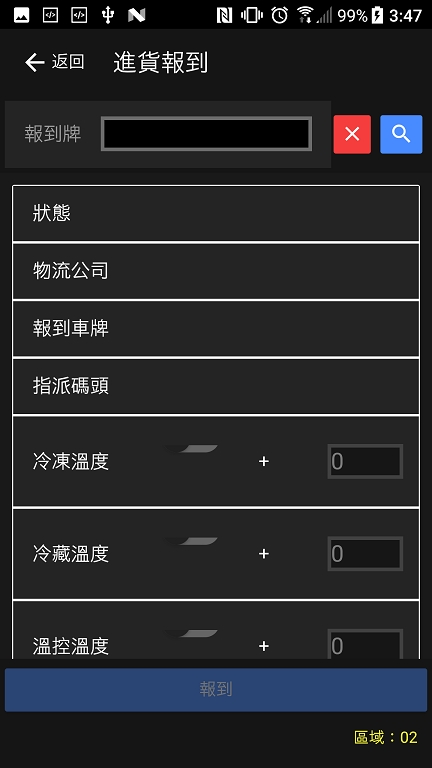 99% 3:47
返回 進貨報到
報到牌
狀態
物流公司
報到車牌
指派碼頭
冷凍溫度 + 0
冷藏溫度 + 0
溫控溫度 + 0
報到
區域：02